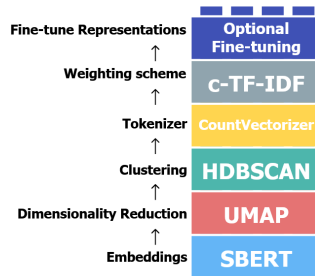 Fine-tune Representations
Optional
Fine-tuning
↑
Weighting scheme
c-TF-IDF
↑
Tokenizer
CountVectorizer
↑
Clustering
HDBSCAN
↑
Dimensionality Reduction
UMAP
↑
Embeddings
SBERT